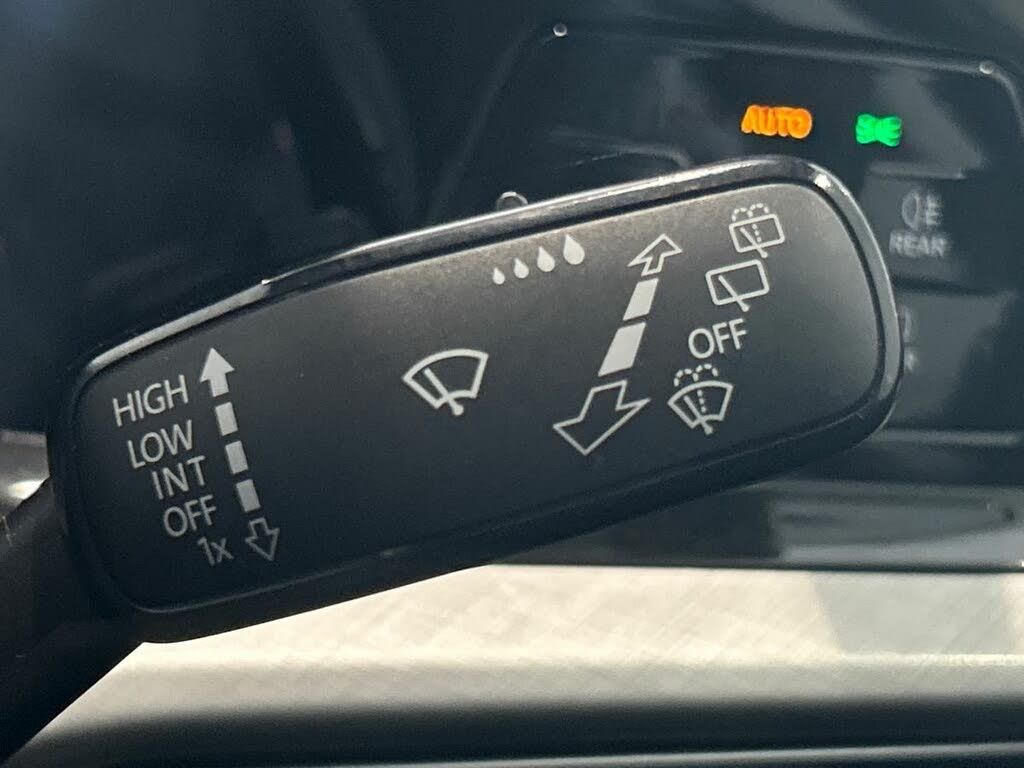 AUTO
REAR
HIGH
LOW
INT
OFF
1x
OFF